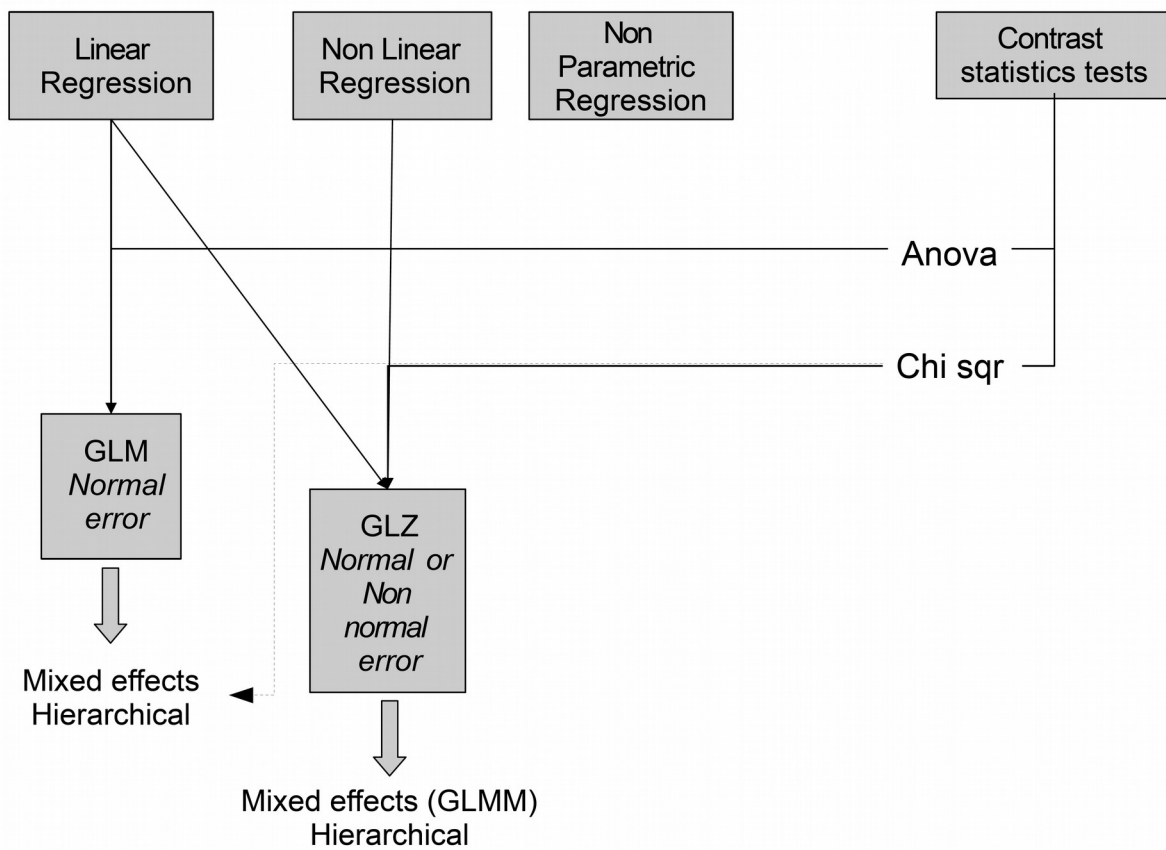 Linear
Regression
Non Linear
Regression
Non
Parametric
Regression
Contrast
statistics tests
Anova
Chi sqr
GLM
Normal
error
GLZ
Normal or
Non
normal
error
Mixed effects
Hierarchical
Mixed effects (GLMM)
Hierarchical